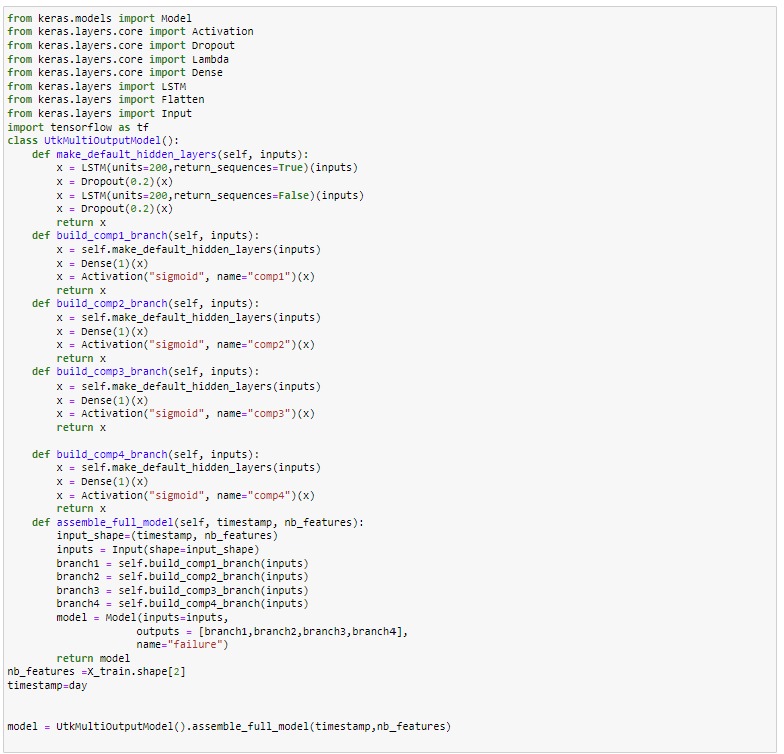 from keras.models import Model
from keras.layers.core import Activation
from keras.layers.core import Dropout
from keras.layers.core import Lambda
from keras.layers.core import Dense
from keras.layers import LSTM
from keras.layers import Flatten
from keras.layers import Input
import tensorflow as tf
class UtkMultiOutputModel():
    def make_default_hidden_layers(self, inputs):
        x = LSTM(units=200,return_sequences=True)(inputs)
        x = Dropout(0.2)(x)
        x = LSTM(units=200,return_sequences=False)(inputs)
        x = Dropout(0.2)(x)
        return x
    def build_comp1_branch(self, inputs):
        x = self.make_default_hidden_layers(inputs)
        x = Dense(1)(x)
        x = Activation("sigmoid", name="comp1")(x)
        return x
    def build_comp2_branch(self, inputs):
        x = self.make_default_hidden_layers(inputs)
        x = Dense(1)(x)
        x = Activation("sigmoid", name="comp2")(x)
        return x
    def build_comp3_branch(self, inputs):
        x = self.make_default_hidden_layers(inputs)
        x = Dense(1)(x)
        x = Activation("sigmoid", name="comp3")(x)
        return x

    def build_comp4_branch(self, inputs):
        x = self.make_default_hidden_layers(inputs)
        x = Dense(1)(x)
        x = Activation("sigmoid", name="comp4")(x)
        return x
    def assemble_full_model(self, timestamp, nb_features):
        input_shape=(timestamp, nb_features)
        inputs = Input(shape=input_shape)
        branch1 = self.build_comp1_branch(inputs)
        branch2 = self.build_comp2_branch(inputs)
        branch3 = self.build_comp3_branch(inputs)
        branch4 = self.build_comp4_branch(inputs)
        model = Model(inputs=inputs,
                     outputs = [branch1,branch2,branch3,branch4],
                     name="failure")
        return model
nb_features =X_train.shape[2]
timestamp=day


model = UtkMultiOutputModel().assemble_full_model(timestamp,nb_features)